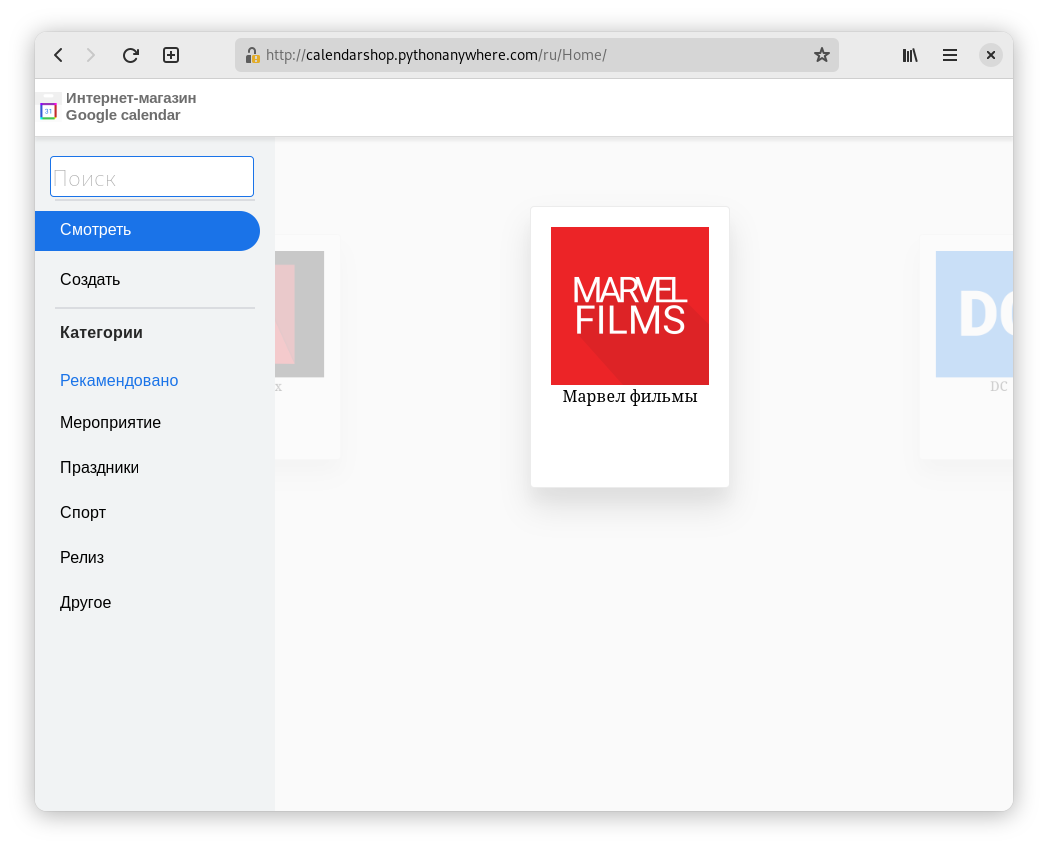 http://calendarshop.pythonanywhere.com/ru/Home/
Интернет-магазин
Google calendar
31
Поиск
Смотреть
Создать
Категории
Рекамендовано
Мероприятие
Праздники
Спорт
Релиз
Другое
x
MARVEL
FILMS
Марвел фильмы
DC
DC